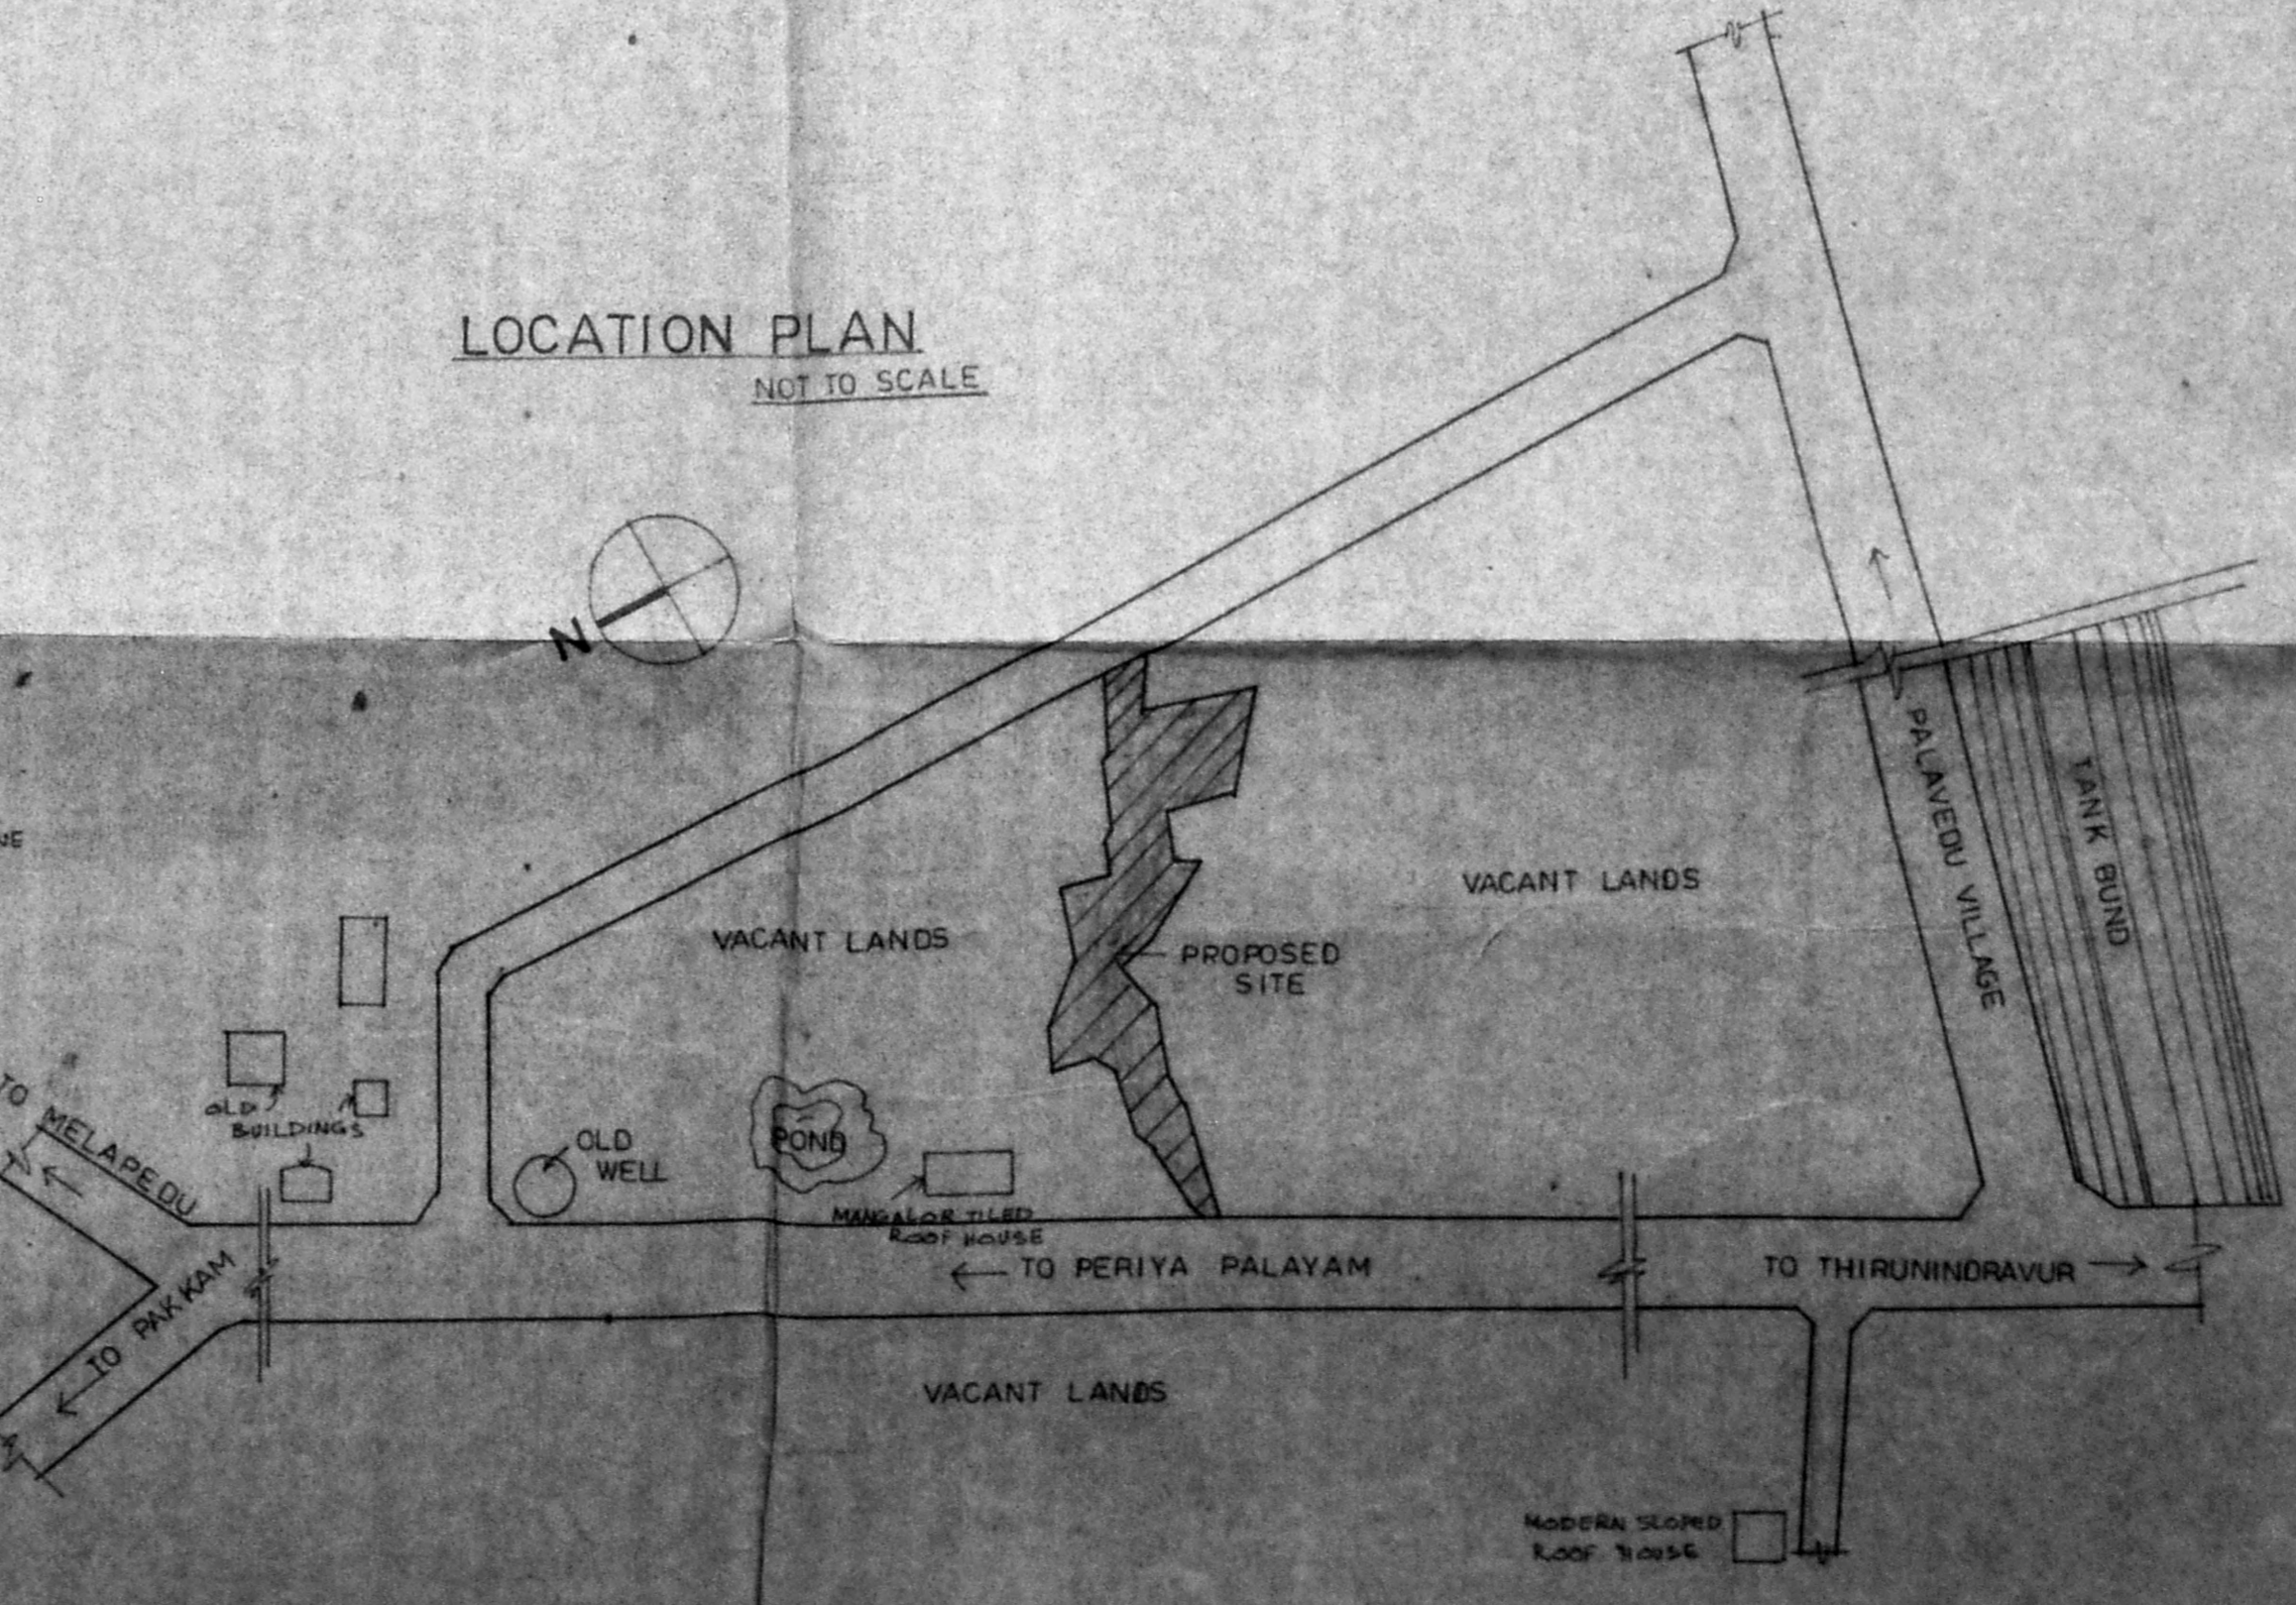 LOCATION PLAN
NOT TO SCALE
N
PALAVEDU VILLAGE
TANK BUND
VACANT LANDS
VACANT LANDS
PROPOSED
SITE
TO MELAPEDU
OLD
BUILDINGS
OLD
WELL
POND
MANGALOR TILED
ROOF HOUSE
TO PAKKAM
TO PERIYA PALAYAM
TO THIRUNINDRAVUR
VACANT LANDS
MODERN SLOPED
ROOF HOUSE